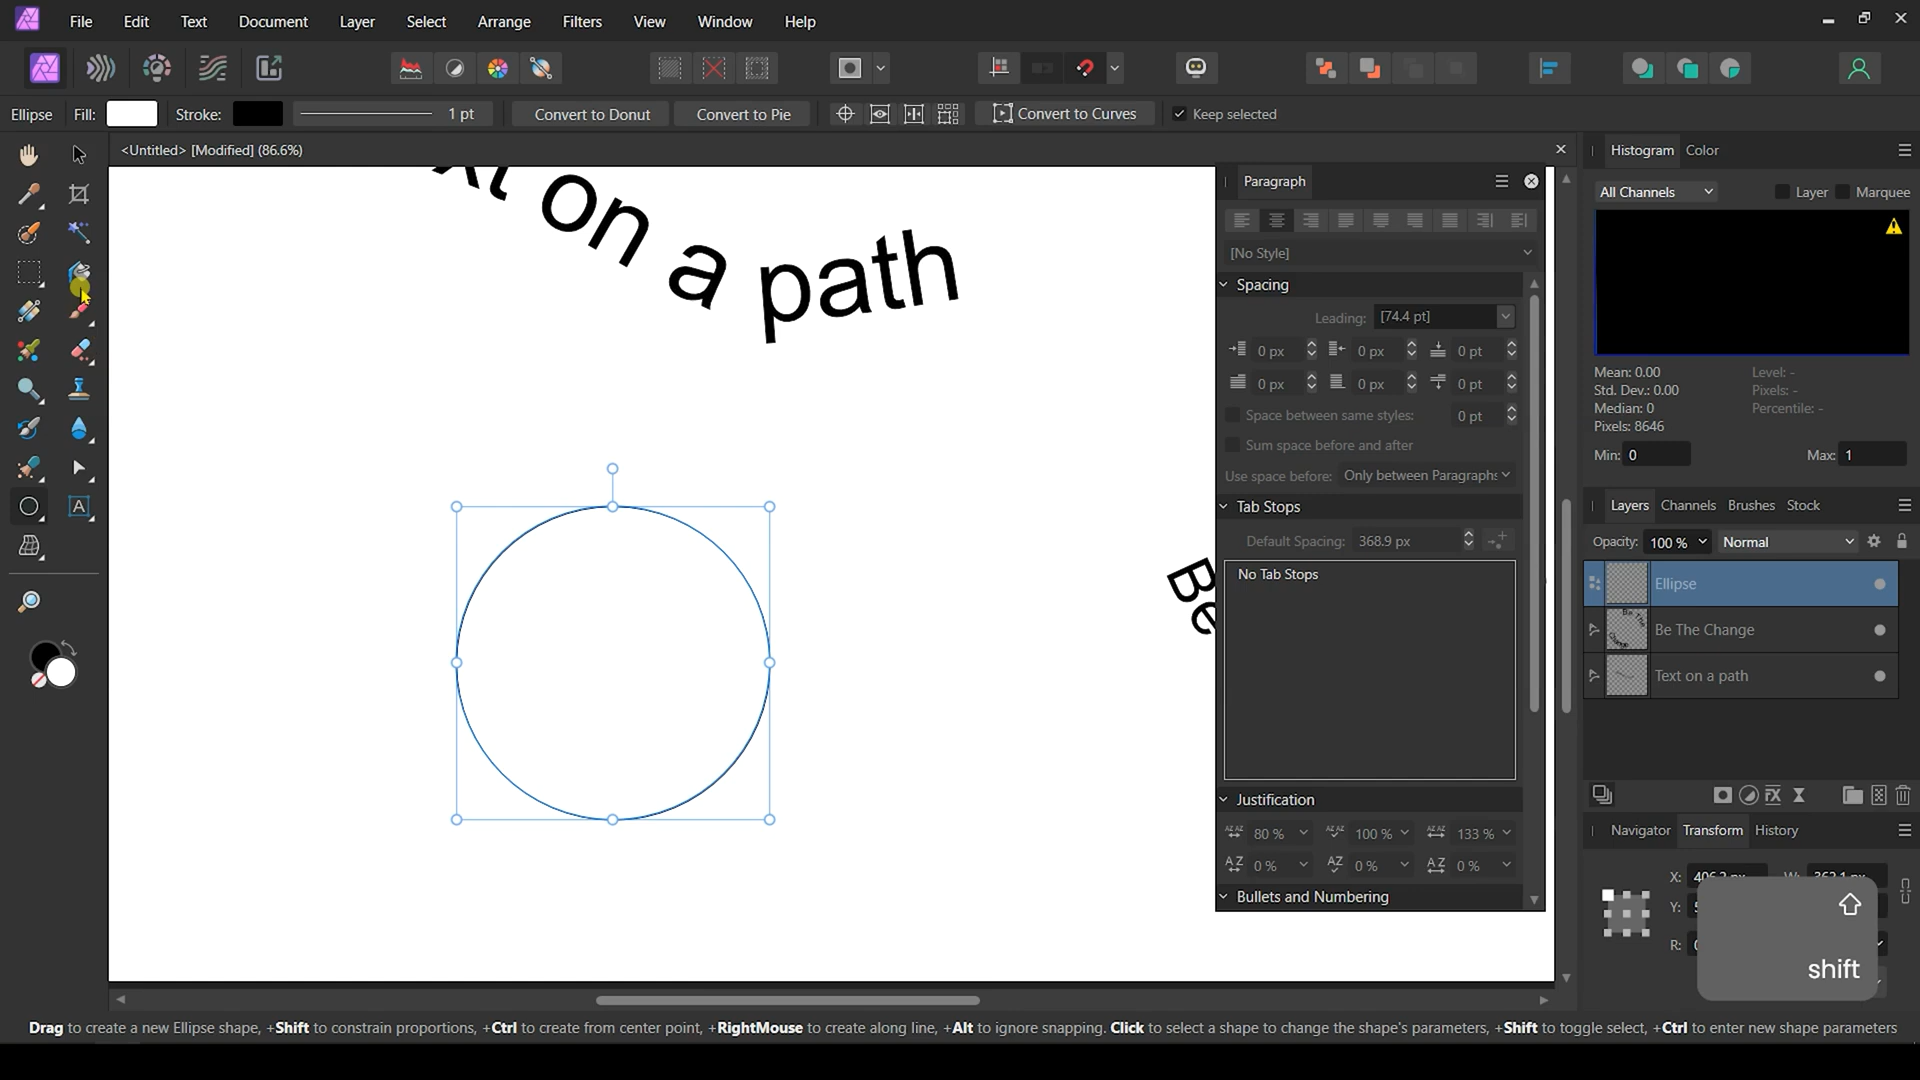 File Edit Text Document Layer Select Arrange Filters View Window Help
Ellipse Fill: Stroke: 1 pt Convert to Donut Convert to Pie Convert to Curves Keep selected
<Untitled> [Modified] (86.6%)
xt on a path
Be
Paragraph
[No Style]
Spacing
Leading: [74.4 pt]
0 px 0 px 0 pt
0 px 0 px 0 pt
Space between same styles: 0 pt
Sum space before and after
Use space before: Only between Paragraphs
Tab Stops
Default Spacing: 368.9 px
No Tab Stops
Justification
80 % 100 % 133 %
0 % 0 % 0 %
Bullets and Numbering
Histogram Color
All Channels Layer Marquee
Mean: 0.00 Level: -
Std. Dev.: 0.00 Pixels: -
Median: 0 Percentile: -
Pixels: 8646
Min: 0 Max: 1
Layers Channels Brushes Stock
Opacity: 100 % Normal
Ellipse
Be The Change
Text on a path
Navigator Transform History
X: W:
Y:
R:
shift
Drag to create a new Ellipse shape, +Shift to constrain proportions, +Ctrl to create from center point, +RightMouse to create along line, +Alt to ignore snapping. Click to select a shape to change the shape's parameters, +Shift to toggle select, +Ctrl to enter new shape parameters